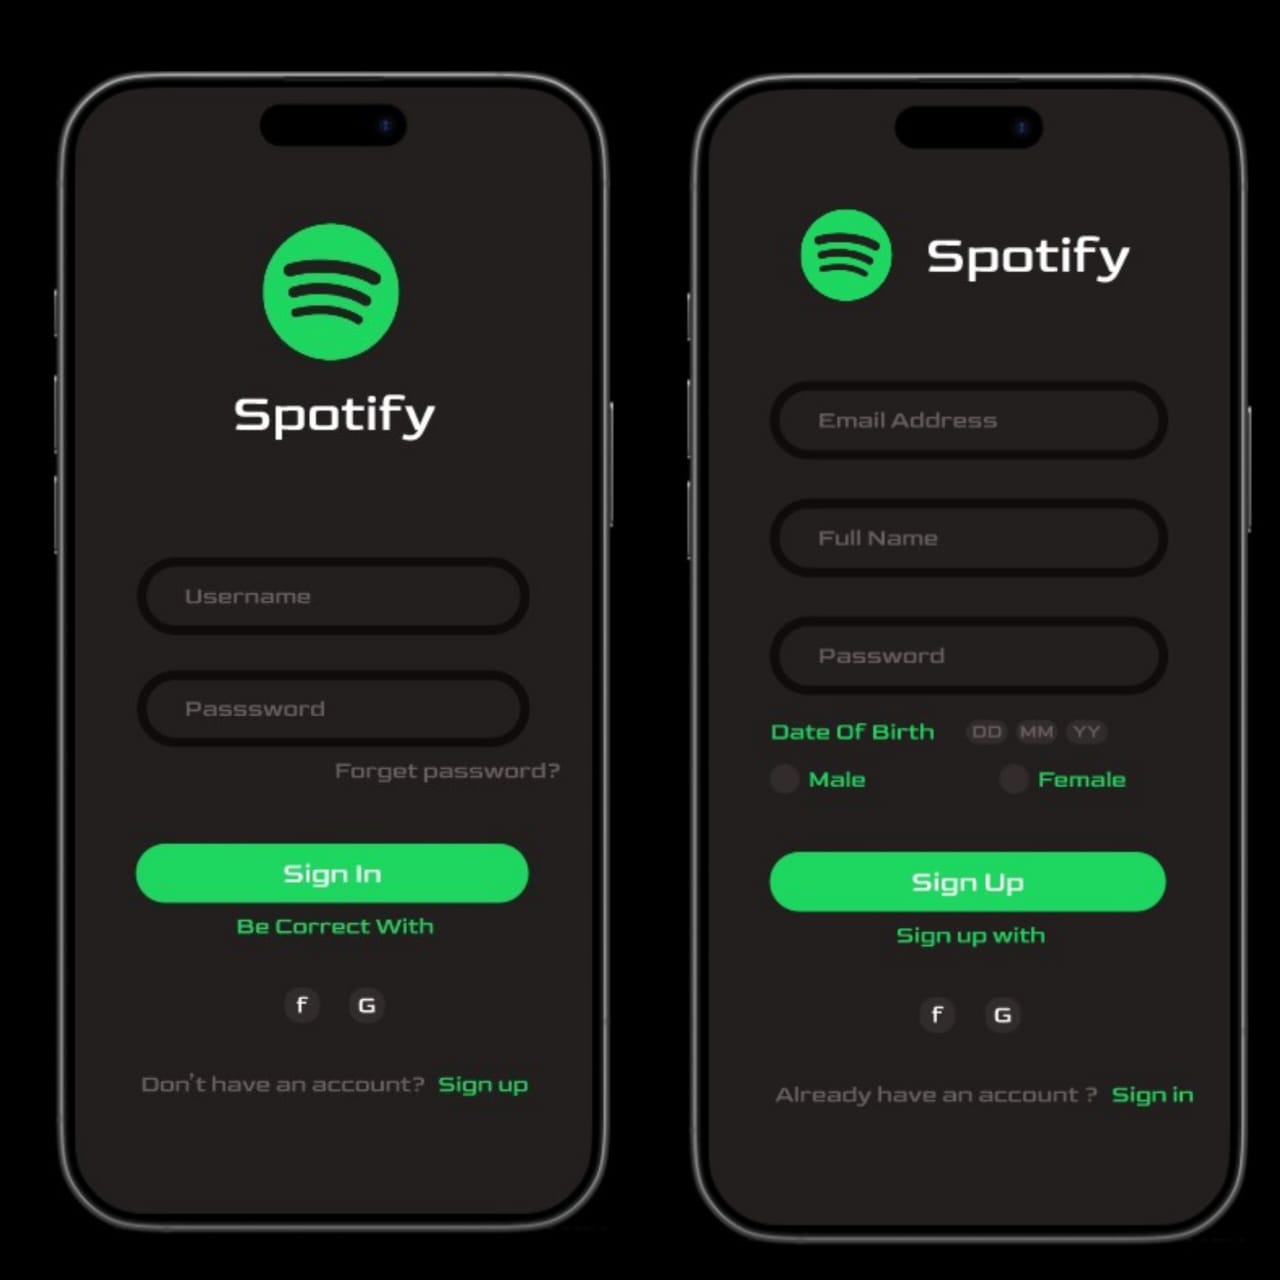 Spotify
Username
Passsword
Forget password?
Sign In
Be Correct With
f G
Don't have an account? Sign up
Spotify
Email Address
Full Name
Password
Date Of Birth DD MM YY
Male Female
Sign Up
Sign up with
f G
Already have an account ? Sign in